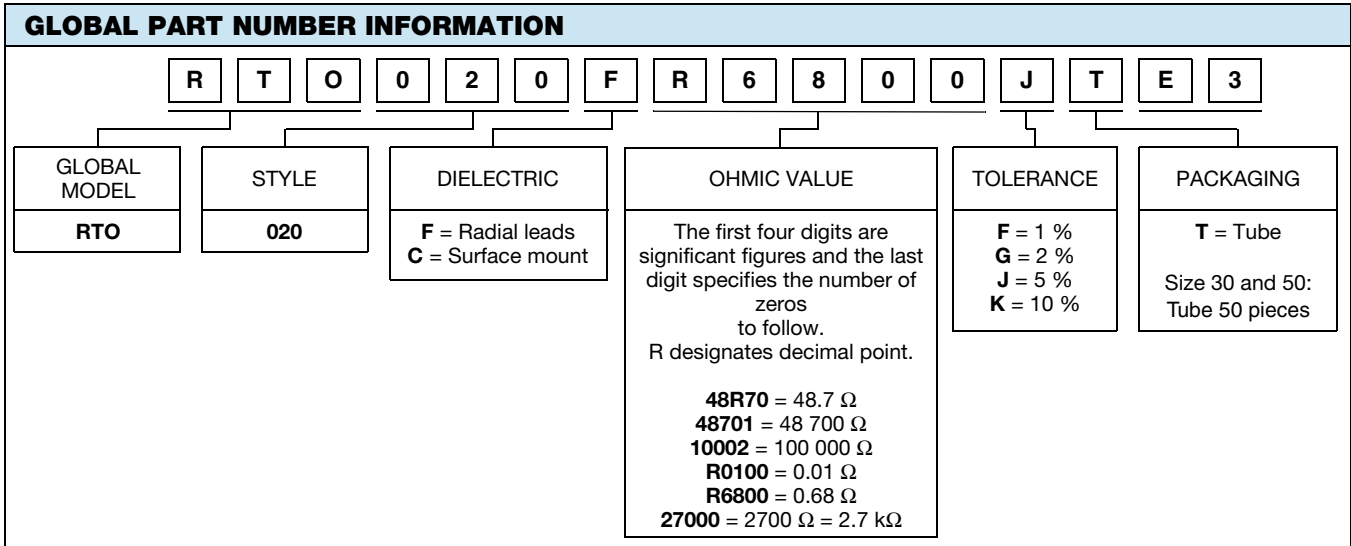 GLOBAL PART NUMBER INFORMATION
R T O 0 2 0 F R 6 8 0 0 J T E 3
GLOBAL
MODEL
RTO
STYLE
020
DIELECTRIC
F = Radial leads
C = Surface mount
OHMIC VALUE
The first four digits are
significant figures and the last
digit specifies the number of
zeros
to follow.
R designates decimal point.
48R70 = 48.7 Ω
48701 = 48 700 Ω
10002 = 100 000 Ω
R0100 = 0.01 Ω
R6800 = 0.68 Ω
27000 = 2700 Ω = 2.7 kΩ
TOLERANCE
F = 1 %
G = 2 %
J = 5 %
K = 10 %
PACKAGING
T = Tube
Size 30 and 50:
Tube 50 pieces